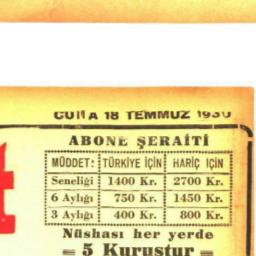 CUMA 18 TEMMUZ 1930
ABONE ŞERAİTİ
MÜDDET: TÜRKİYE İÇİN HARİÇ İÇİN
Seneliği 1400 Kr. 2700 Kr.
6 Aylığı 750 Kr. 1450 Kr.
3 Aylığı 400 Kr. 800 Kr.
Nüshası her yerde
5 Kuruştur